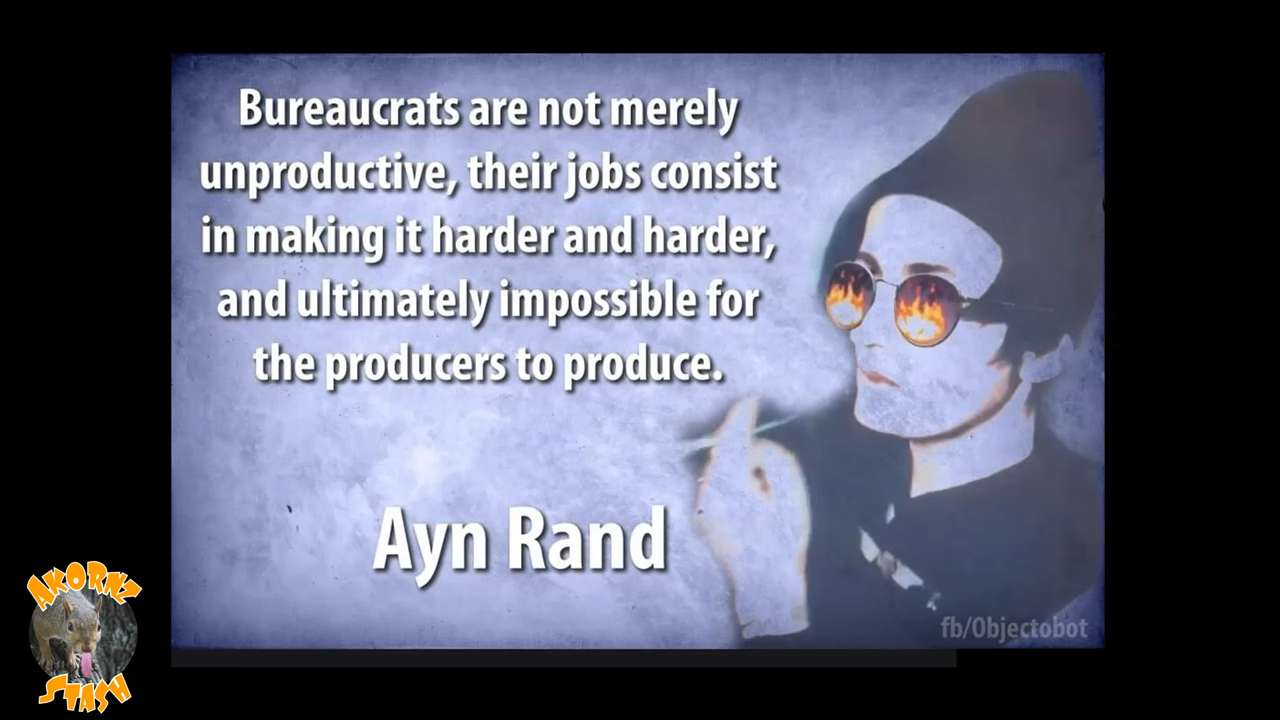 Bureaucrats are not merely
unproductive, their jobs consist
in making it harder and harder,
and ultimately impossible for
the producers to produce.
Ayn Rand
fb/Objectobot
AKORNZ
STASH